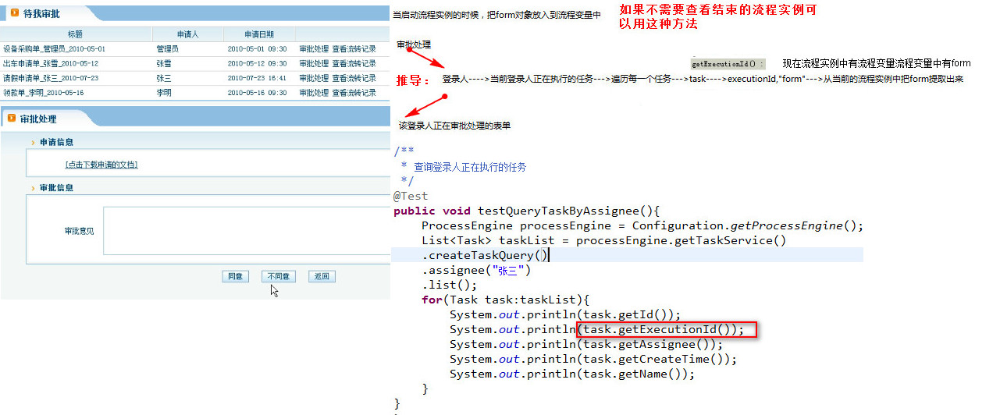 待我审批
标题 申请人 申请日期
设备采购单_管理员_2010-05-01 管理员 2010-05-01 09:30 审批处理 查看流转记录
出车申请单_张雪_2010-05-12 张雪 2010-05-12 09:30 审批处理 查看流转记录
请假申请单_张三_2010-07-23 张三 2010-07-23 16:41 审批处理 查看流转记录
领款单_李明_2010-05-16 李明 2010-05-16 09:30 审批处理 查看流转记录
审批处理
申请信息
[点击下载申请的文档]
审批信息
审批意见
同意 不同意 返回
当启动流程实例的时候，把form对象放入到流程变量中
如果不需要查看结束的流程实例可
以用这种方法
审批处理
getExecutionId() : 现在流程实例中有流程变量流程变量中有form
推导： 登录人---->当前登录人正在执行的任务--->遍历每一个任务--->task---->executionId,"form"--->从当前的流程实例中把form提取出来
该登录人正在审批处理的表单
/**
 * 查询登录人正在执行的任务
 */
@Test
public void testQueryTaskByAssignee(){
    ProcessEngine processEngine = Configuration.getProcessEngine();
    List<Task> taskList = processEngine.getTaskService()
    .createTaskQuery()
    .assignee("张三")
    .list();
    for(Task task:taskList){
        System.out.println(task.getId());
        System.out.println(task.getExecutionId());
        System.out.println(task.getAssignee());
        System.out.println(task.getCreateTime());
        System.out.println(task.getName());
    }
}